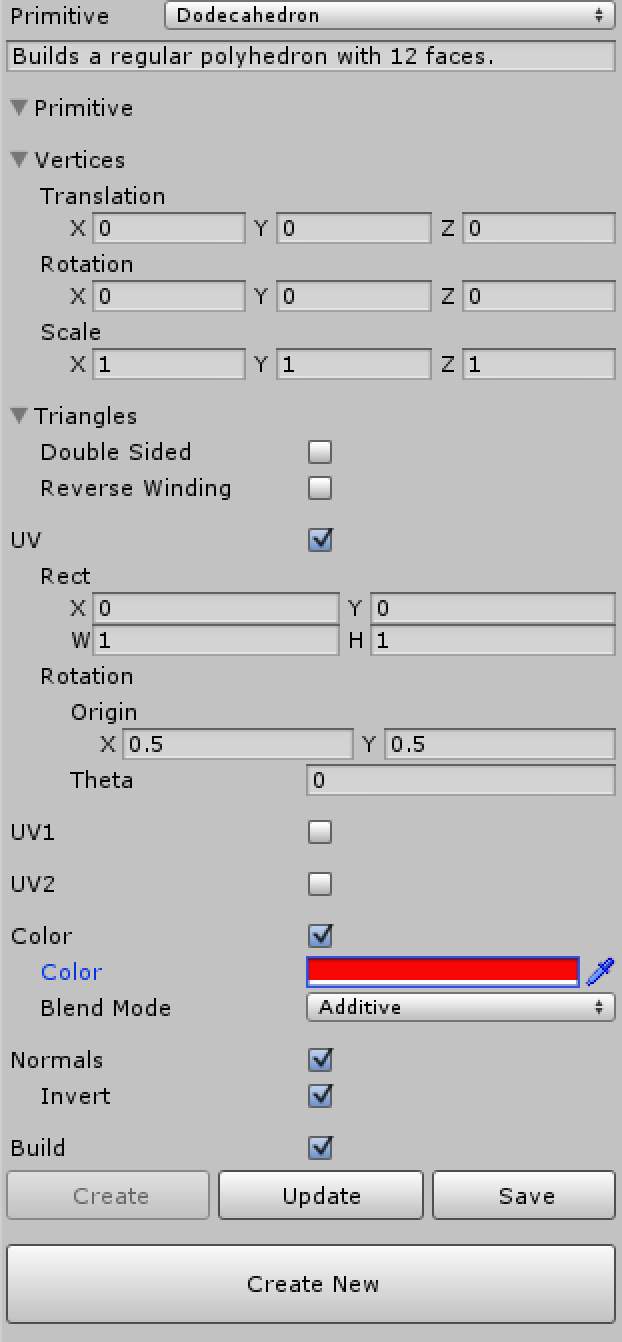 Primitive Dodecahedron
Builds a regular polyhedron with 12 faces.
Primitive
Vertices
Translation
X 0 Y 0 Z 0
Rotation
X 0 Y 0 Z 0
Scale
X 1 Y 1 Z 1
Triangles
Double Sided
Reverse Winding
UV
Rect
X 0 Y 0
W 1 H 1
Rotation
Origin
X 0.5 Y 0.5
Theta 0
UV1
UV2
Color
Color
Blend Mode Additive
Normals
Invert
Build
Create Update Save
Create New